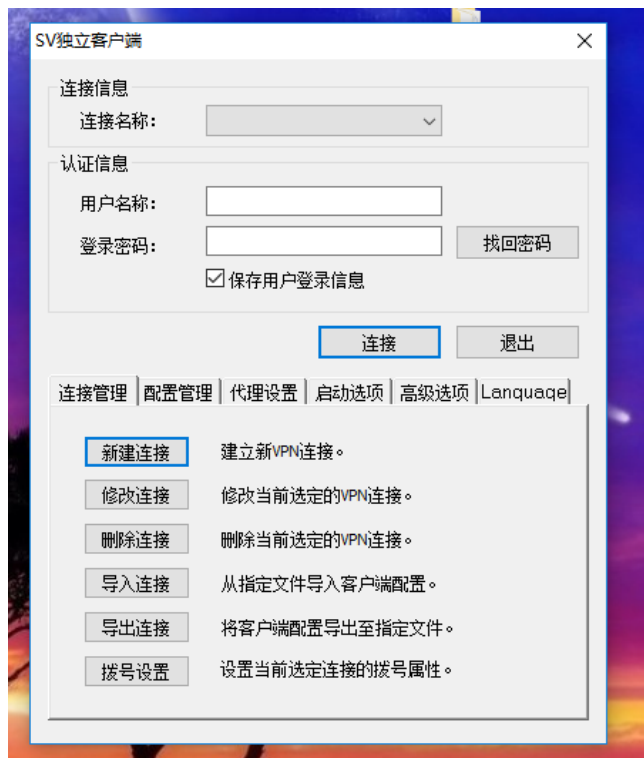 SV独立客户端
连接信息
连接名称：
认证信息
用户名称：
登录密码：
找回密码
保存用户登录信息
连接 退出
连接管理 配置管理 代理设置 启动选项 高级选项 Language
新建连接 建立新VPN连接。
修改连接 修改当前选定的VPN连接。
删除连接 删除当前选定的VPN连接。
导入连接 从指定文件导入客户端配置。
导出连接 将客户端配置导出至指定文件。
拨号设置 设置当前选定连接的拨号属性。